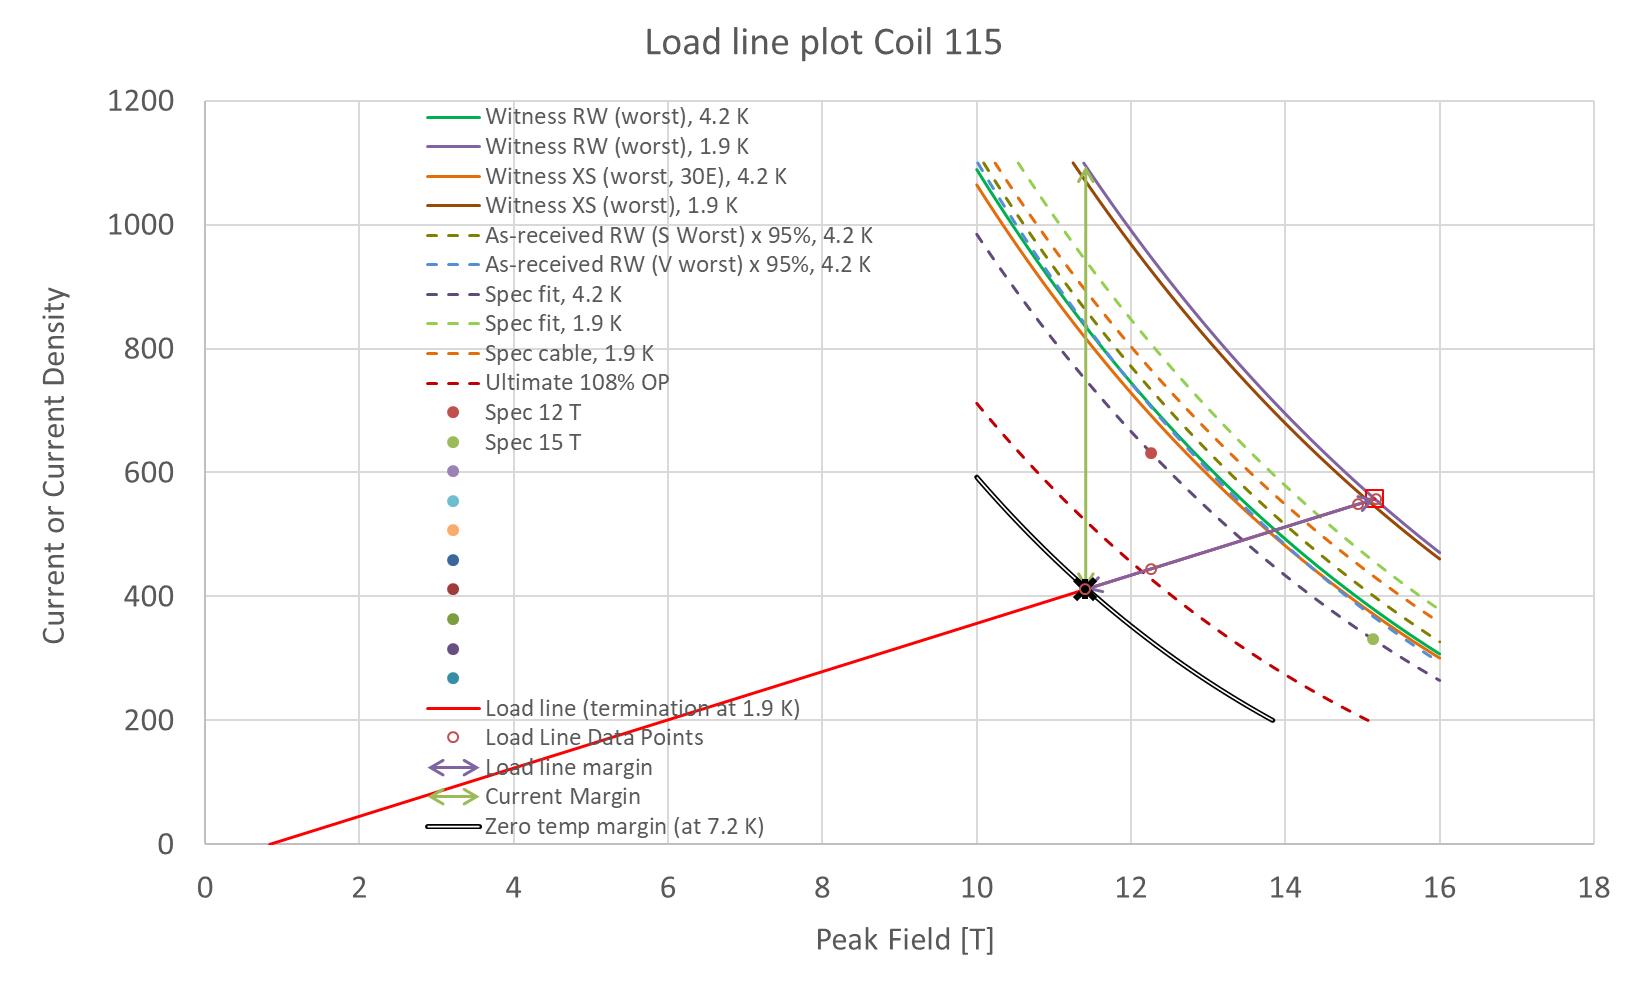 Load line plot Coil 115
1200
1000
800
600
400
200
0
Current or Current Density
Witness RW (worst), 4.2 K
Witness RW (worst), 1.9 K
Witness XS (worst, 30E), 4.2 K
Witness XS (worst), 1.9 K
As-received RW (S Worst) x 95%, 4.2 K
As-received RW (V worst) x 95%, 4.2 K
Spec fit, 4.2 K
Spec fit, 1.9 K
Spec cable, 1.9 K
Ultimate 108% OP
Spec 12 T
Spec 15 T
Load line (termination at 1.9 K)
Load Line Data Points
Load line margin
Current Margin
Zero temp margin (at 7.2 K)
0 2 4 6 8 10 12 14 16 18
Peak Field [T]